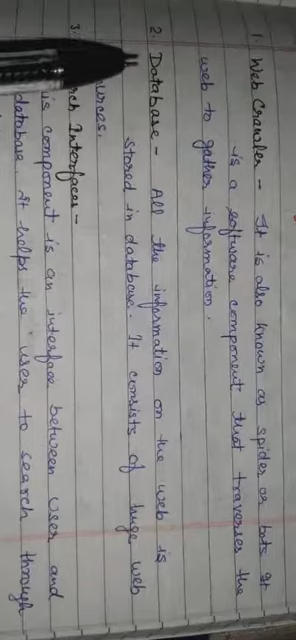 1. Web Crawler - It is also known as spider or bots. It
is a software component that traverses the
web to gather information.
2. Database - All the information on the web is
stored in database. It consists of huge web
urces.
3. rch Interfaces -
is component is an interface between user and
database. It helps the user to search through